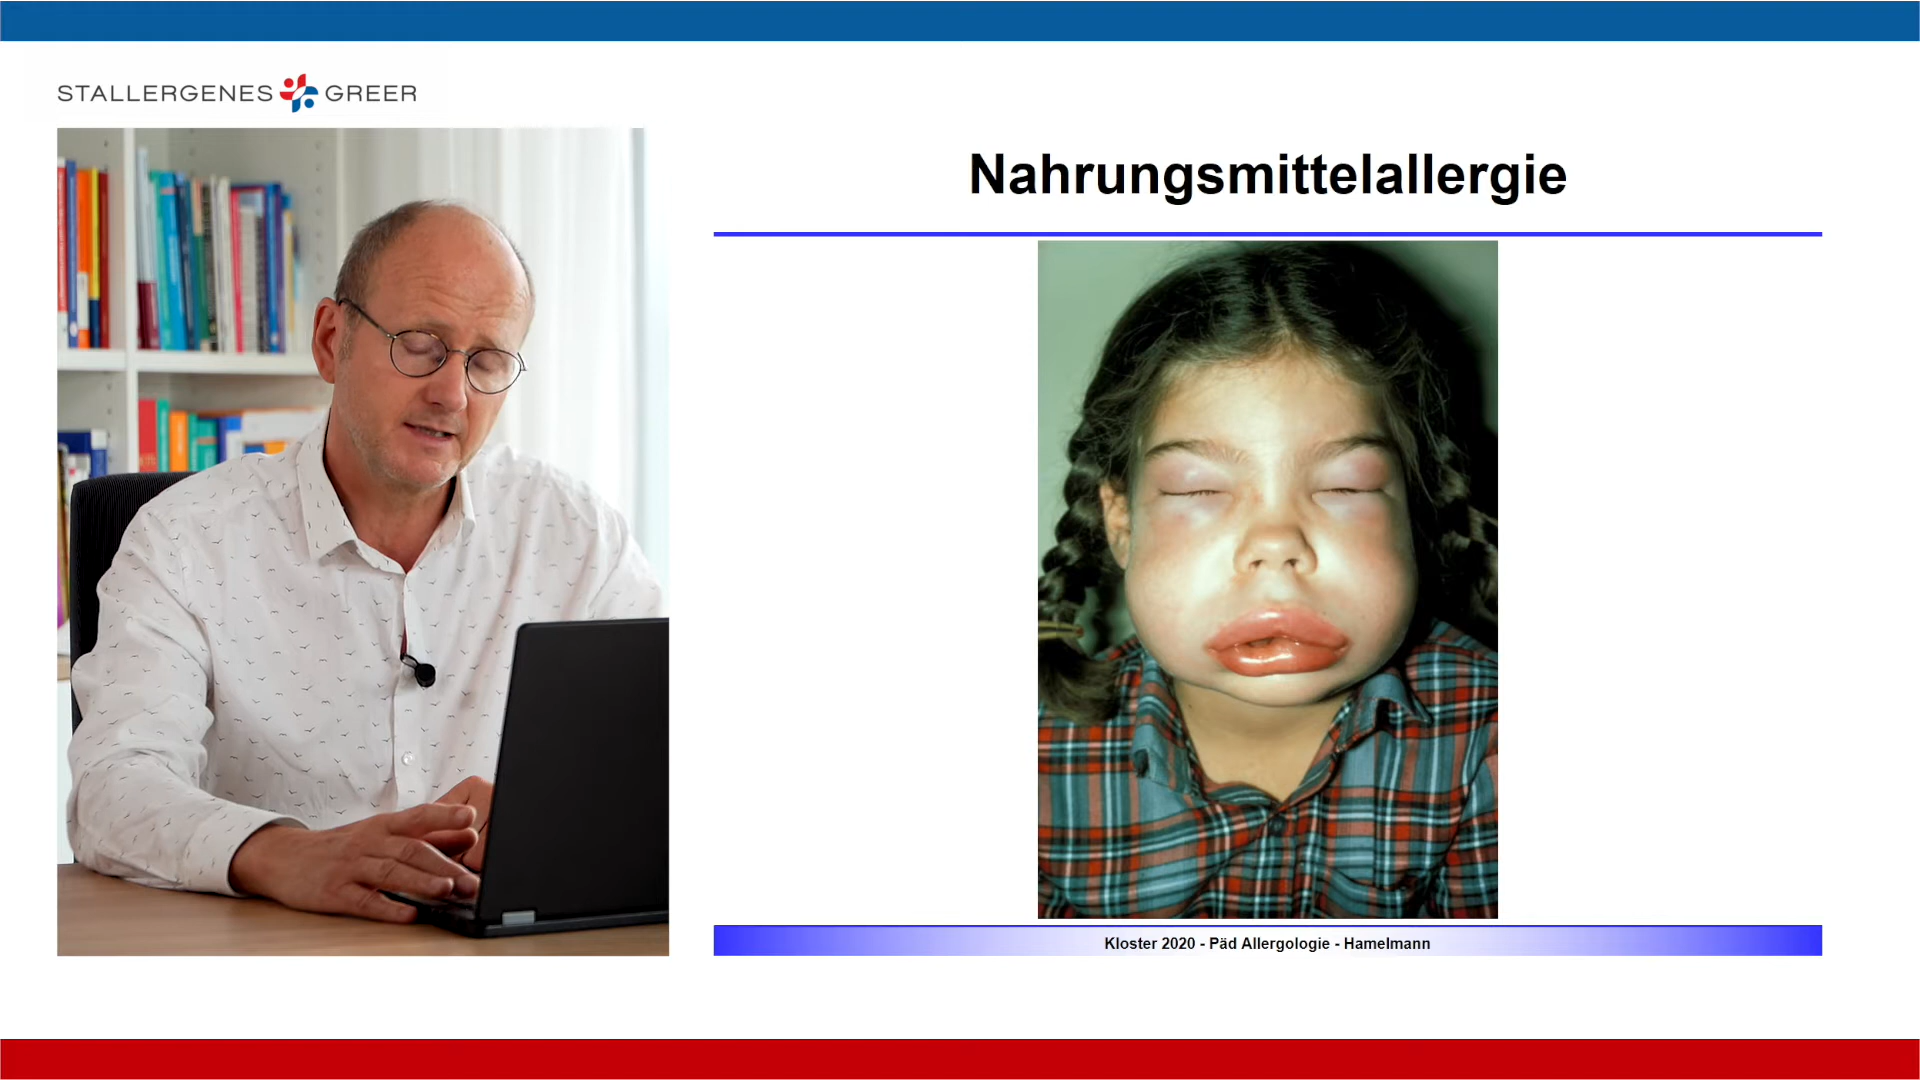 STALLERGENES GREER
Nahrungsmittelallergie
Kloster 2020 - Päd Allergologie - Hamelmann